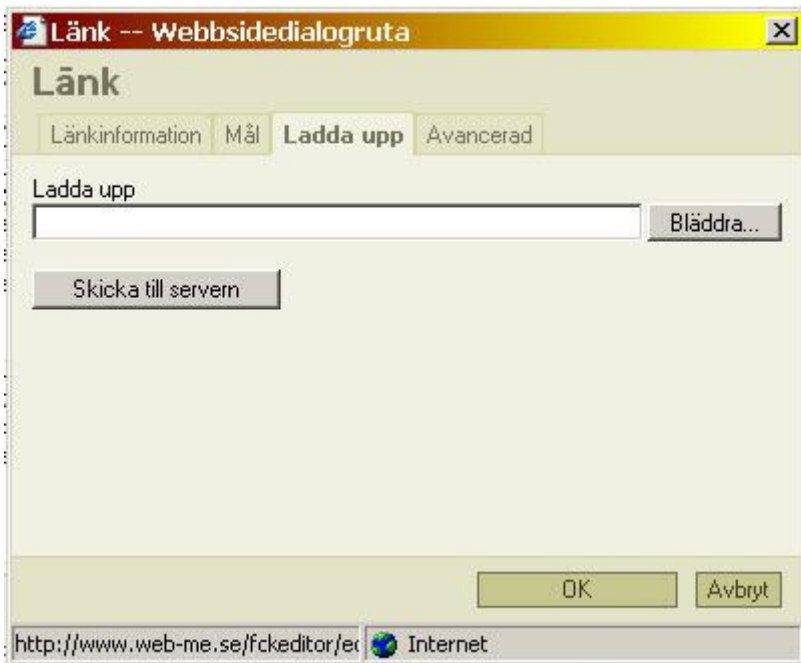 Länk -- Webbsidedialogruta
Länk
Länkinformation Mål Ladda upp Avancerad
Ladda upp
Bläddra...
Skicka till servern
OK Avbryt
http://www.web-me.se/fckeditor/ Internet